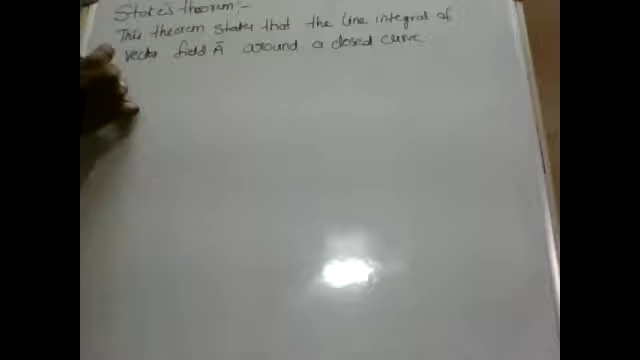 Stoke's theorem:-
This theorem states that the line integral of
vector field Ā around a closed curve